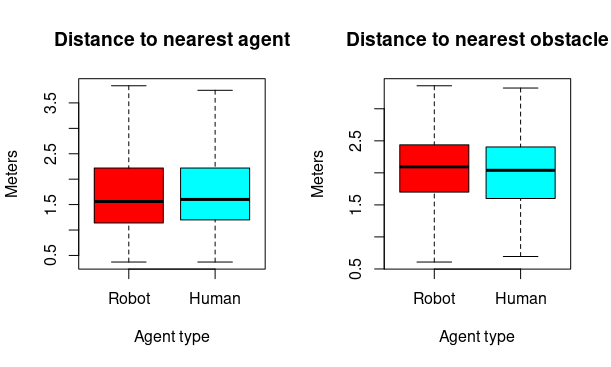 Distance to nearest agent
Meters
3.5
2.5
1.5
0.5
Robot Human
Agent type
Distance to nearest obstacle
Meters
2.5
1.5
0.5
Robot Human
Agent type